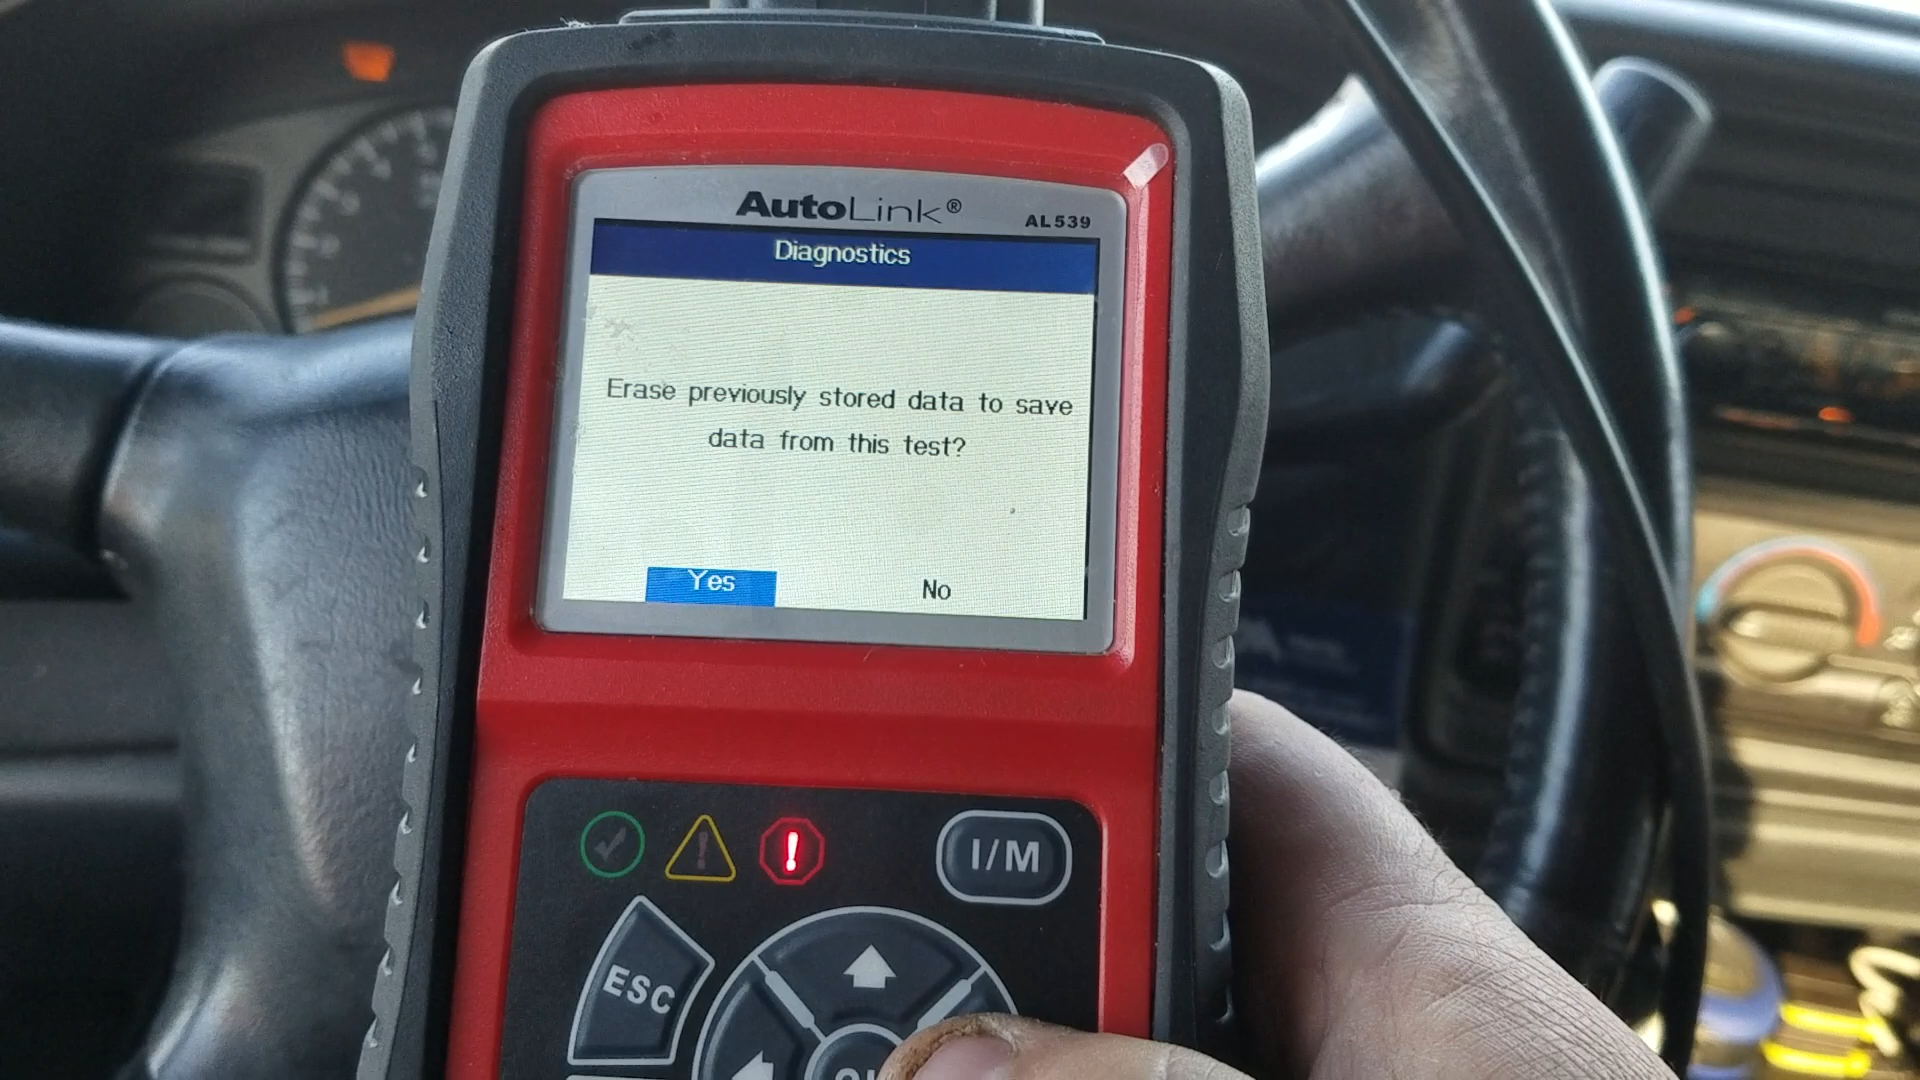 AutoLink®
AL539
Diagnostics
Erase previously stored data to save
data from this test?
Yes No
I/M
ESC